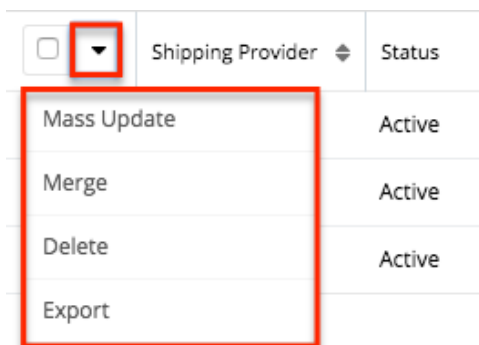 Shipping Provider Status
Mass Update Active
Merge Active
Delete Active
Export